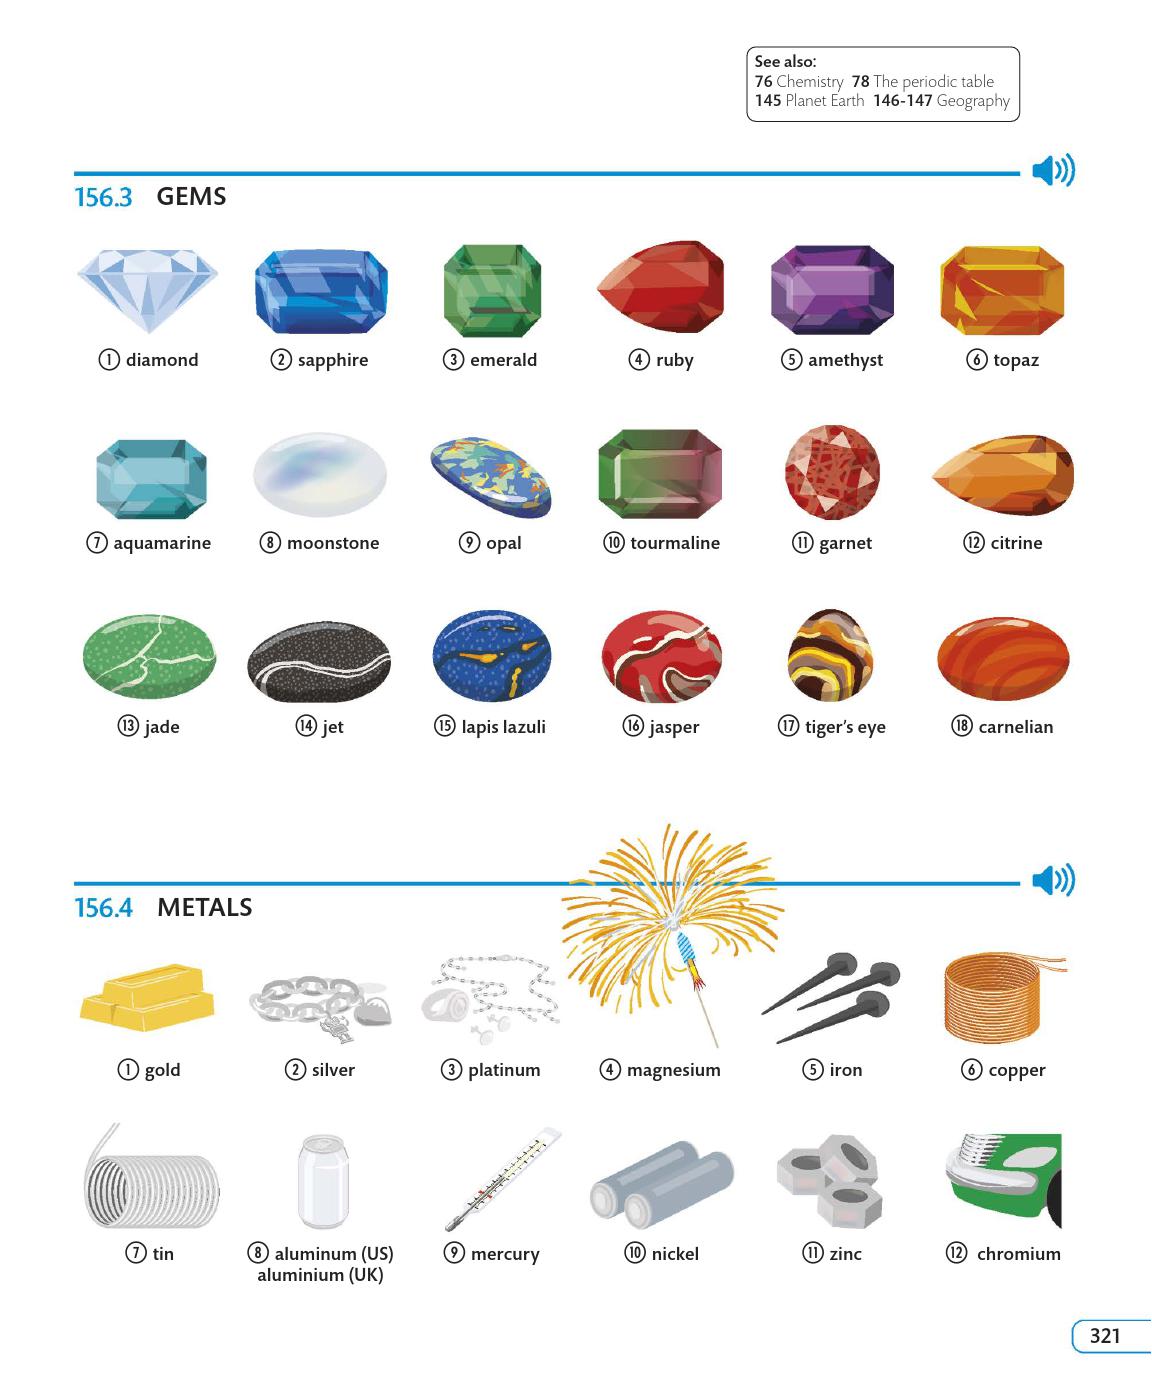 See also:
76 Chemistry 78 The periodic table
145 Planet Earth 146-147 Geography
156.3 GEMS
1 diamond
2 sapphire
3 emerald
4 ruby
5 amethyst
6 topaz
7 aquamarine
8 moonstone
9 opal
10 tourmaline
11 garnet
12 citrine
13 jade
14 jet
15 lapis lazuli
16 jasper
17 tiger's eye
18 carnelian
156.4 METALS
1 gold
2 silver
3 platinum
4 magnesium
5 iron
6 copper
7 tin
8 aluminum (US)
aluminium (UK)
9 mercury
10 nickel
11 zinc
12 chromium
321